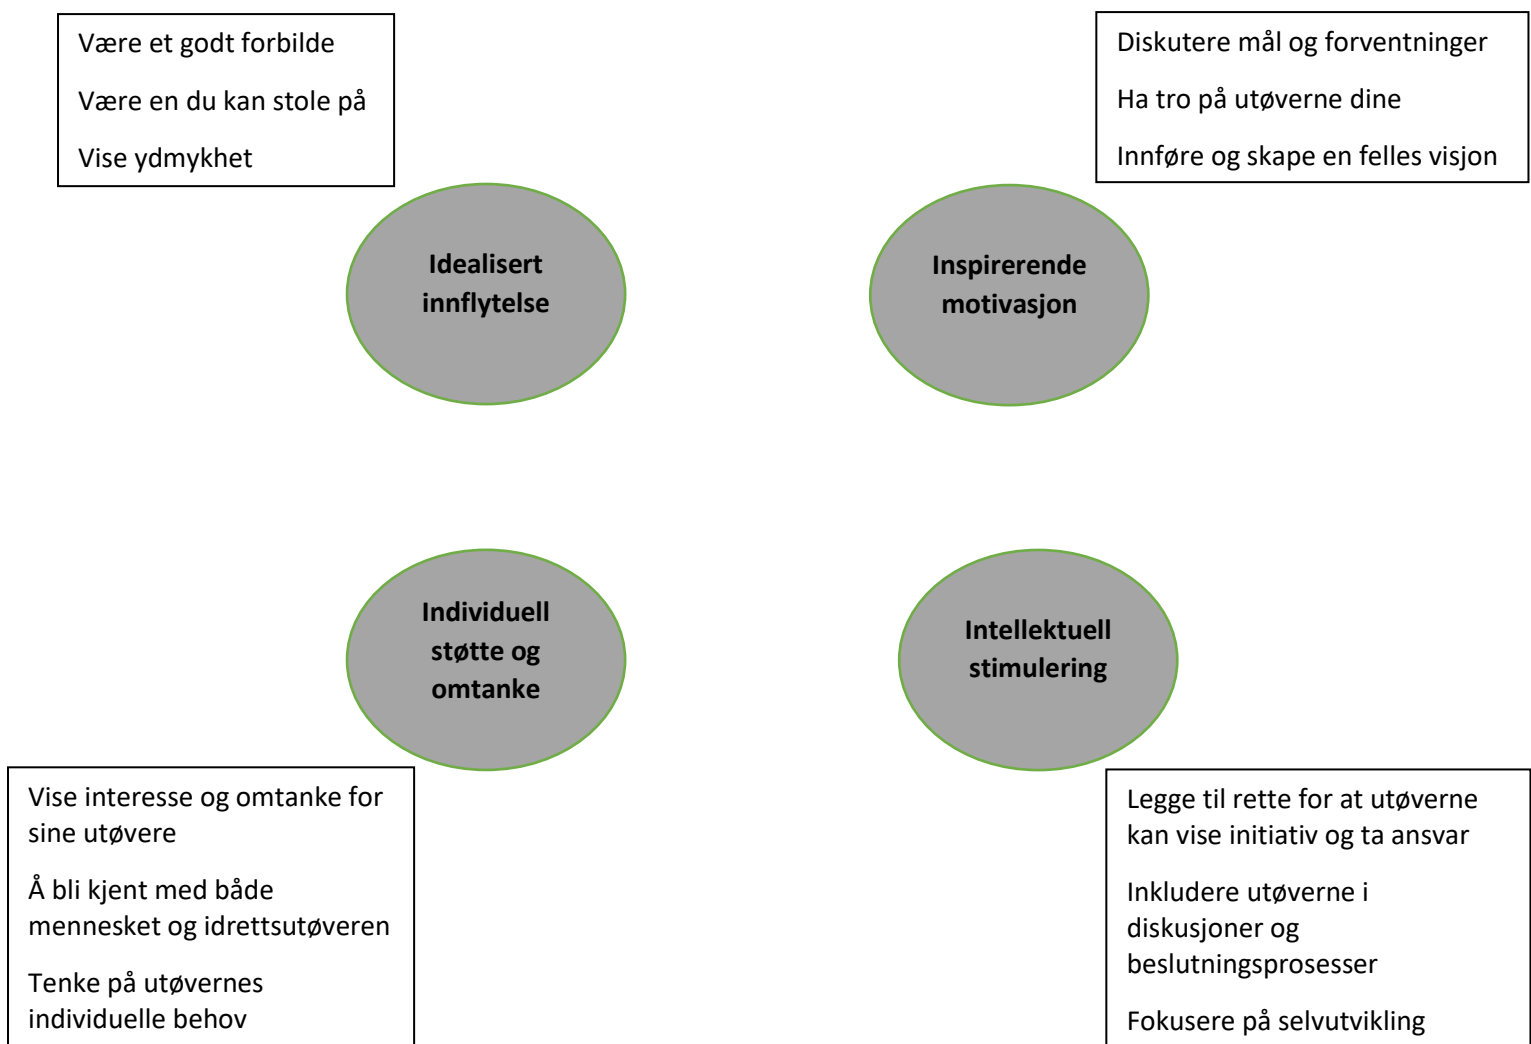 Være et godt forbilde
Være en du kan stole på
Vise ydmykhet
Diskutere mål og forventninger
Ha tro på utøverne dine
Innføre og skape en felles visjon
Idealisert
innflytelse
Inspirerende
motivasjon
Individuell
støtte og
omtanke
Intellektuell
stimulering
Vise interesse og omtanke for
sine utøvere
Å bli kjent med både
mennesket og idrettsutøveren
Tenke på utøvernes
individuelle behov
Legge til rette for at utøverne
kan vise initiativ og ta ansvar
Inkludere utøverne i
diskusjoner og
beslutningsprosesser
Fokusere på selvutvikling